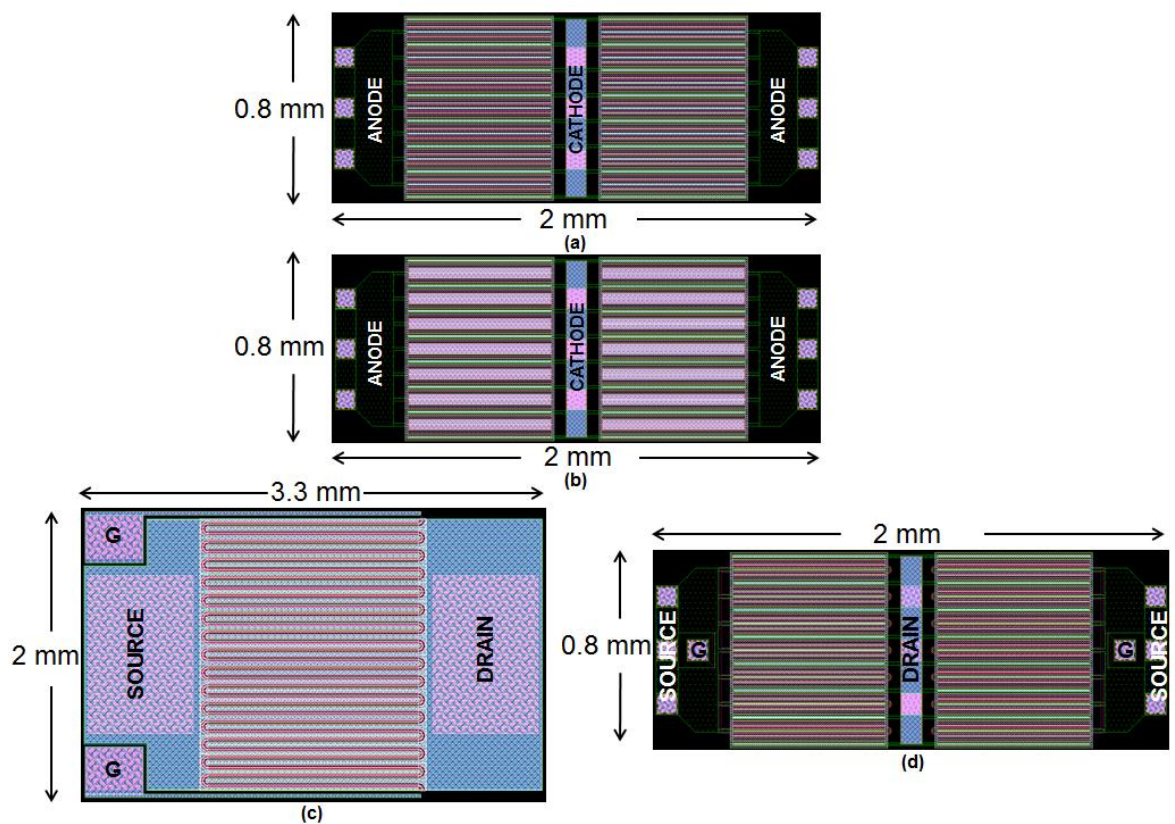 0.8 mm
ANODE
CATHODE
ANODE
2 mm
(a)
0.8 mm
ANODE
CATHODE
ANODE
2 mm
(b)
3.3 mm
2 mm
G
SOURCE
DRAIN
G
(c)
2 mm
0.8 mm
SOURCE
G
DRAIN
G
SOURCE
(d)